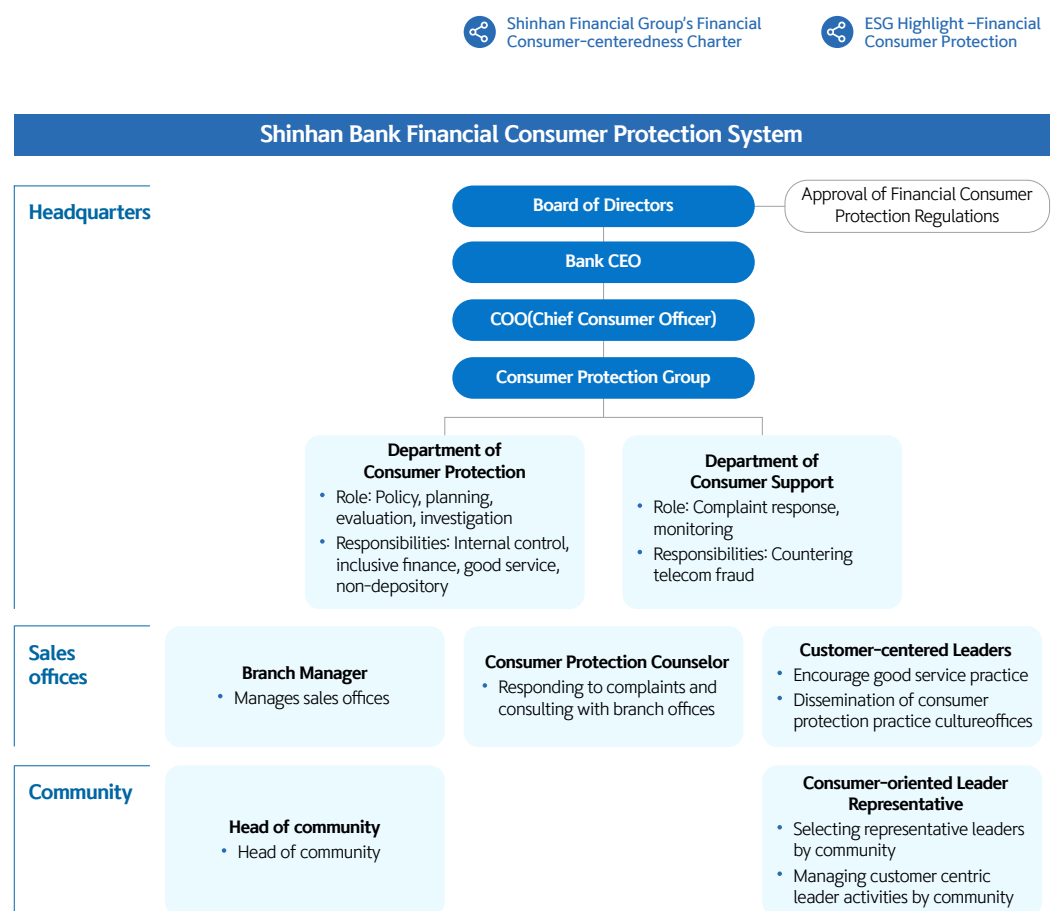 Shinhan Financial Group's Financial
Consumer-centeredness Charter
ESG Highlight –Financial
Consumer Protection
Shinhan Bank Financial Consumer Protection System
Headquarters
Board of Directors
Approval of Financial Consumer
Protection Regulations
Bank CEO
COO(Chief Consumer Officer)
Consumer Protection Group
Department of
Consumer Protection
• Role: Policy, planning,
evaluation, investigation
• Responsibilities: Internal control,
inclusive finance, good service,
non-depository
Department of
Consumer Support
• Role: Complaint response,
monitoring
• Responsibilities: Countering
telecom fraud
Sales
offices
Branch Manager
• Manages sales offices
Consumer Protection Counselor
• Responding to complaints and
consulting with branch offices
Customer-centered Leaders
• Encourage good service practice
• Dissemination of consumer
protection practice cultureoffices
Community
Head of community
• Head of community
Consumer-oriented Leader
Representative
• Selecting representative leaders
by community
• Managing customer centric
leader activities by community